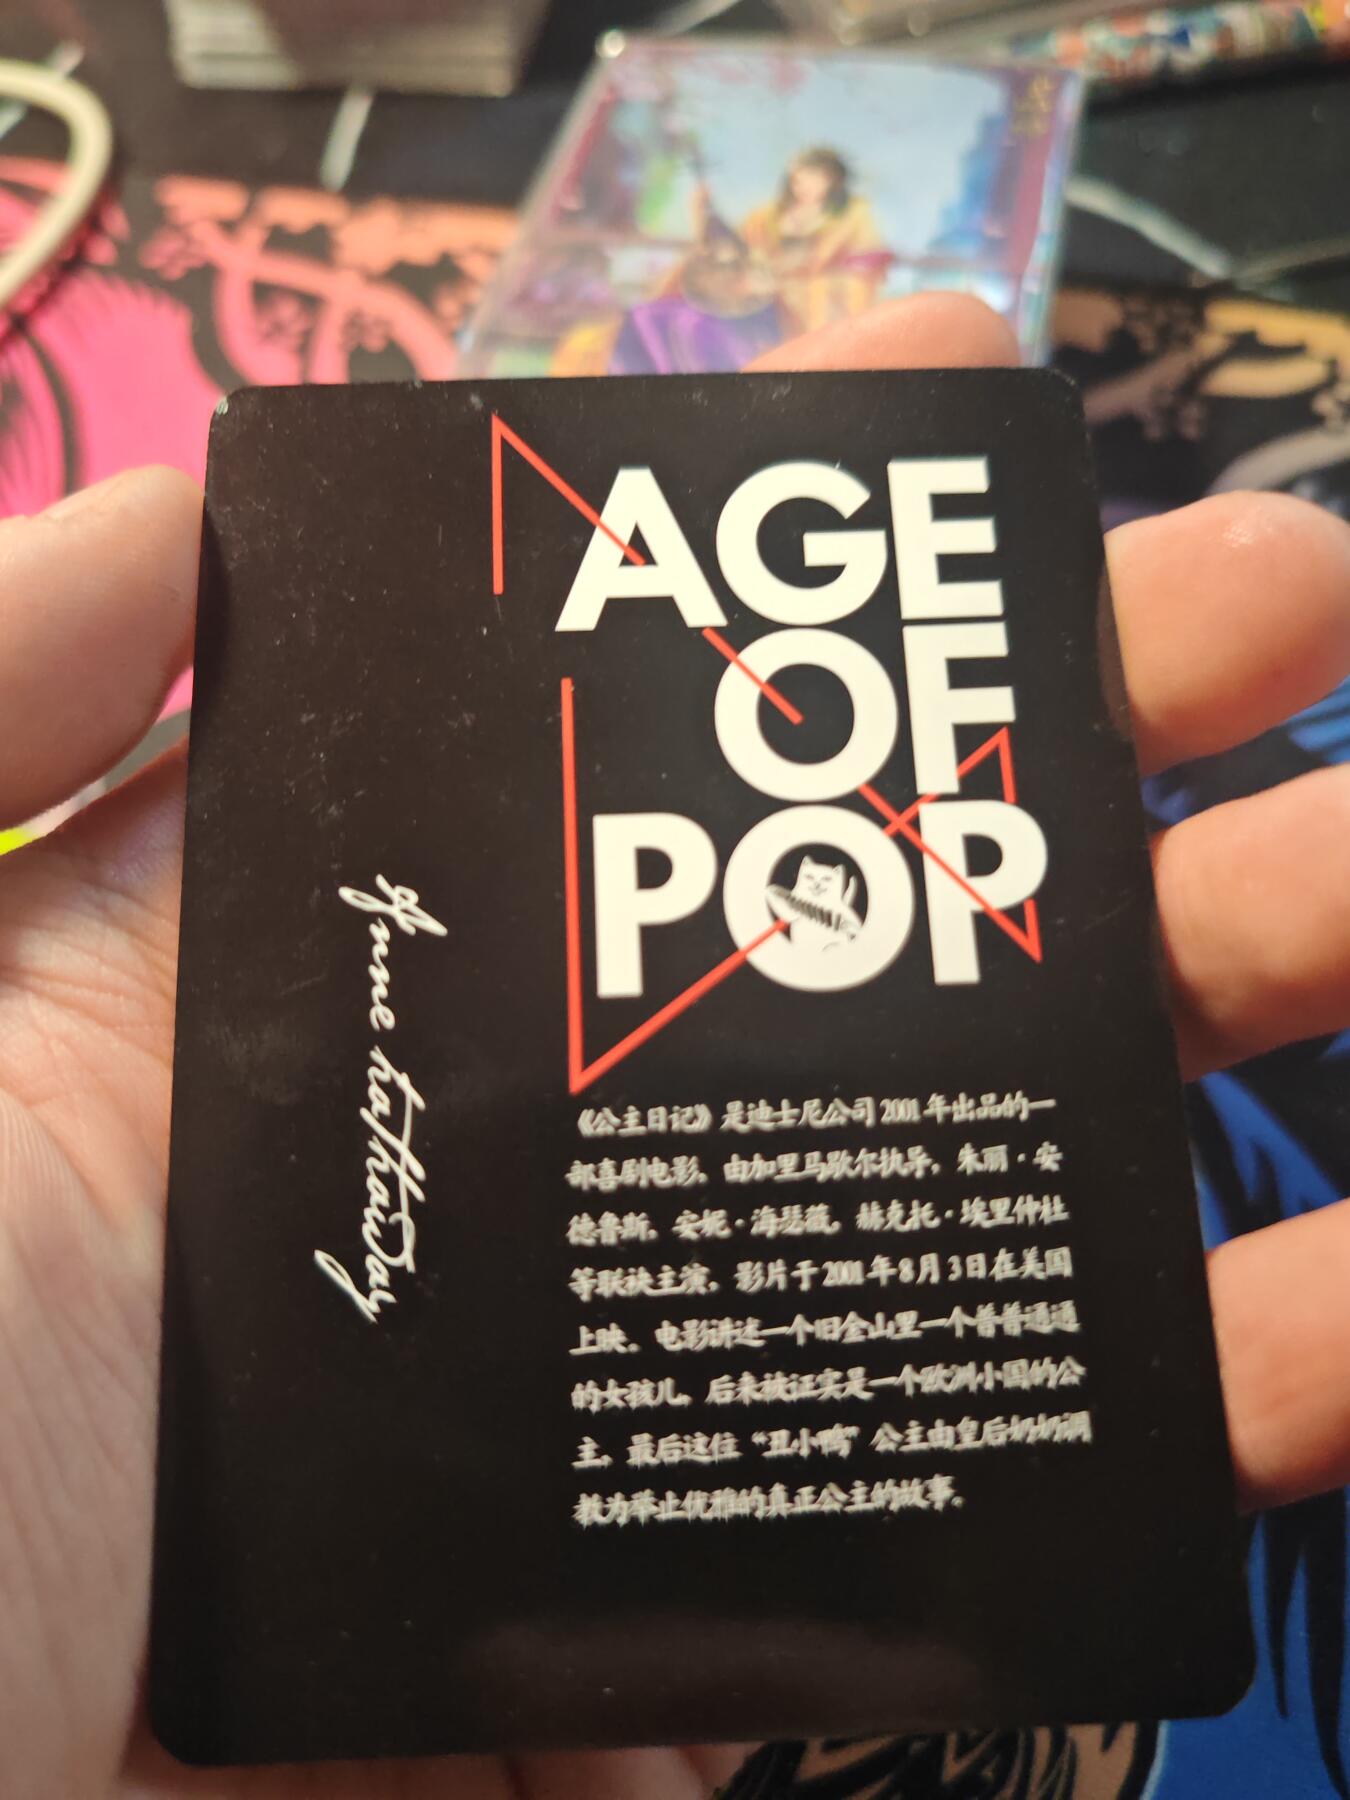 AGE
OF
POP
Anne hathaway
《公主日记》是迪士尼公司2001年出品的一
部喜剧电影，由加里马歇尔执导，朱丽·安
德鲁斯，安妮·海瑟薇，赫克托·埃里仲杜
等联袂主演，影片于2001年8月3日在美国
上映。电影讲述一个旧金山里一个普普通通
的女孩儿，后来被证实是一个欧洲小国的公
主，最后这位“丑小鸭”公主由皇后奶奶调
教为举止优雅的真正公主的故事。